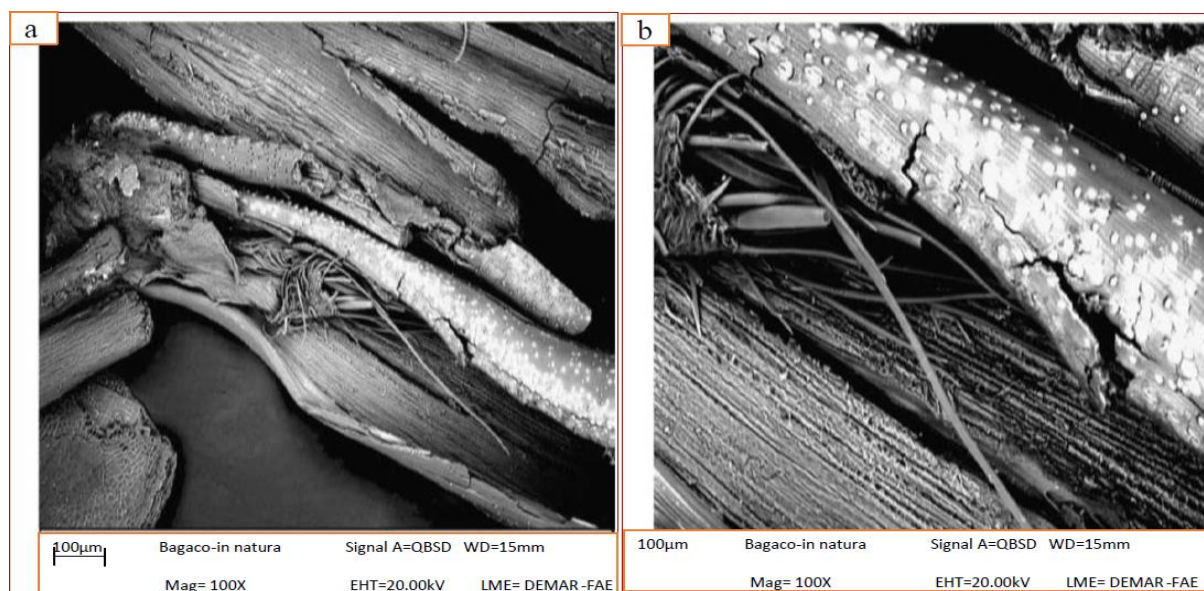 a
100µm Bagaco-in natura Signal A=QBSD WD=15mm
Mag= 100X EHT=20.00kV LME= DEMAR -FAE
b
100µm Bagaco-in natura Signal A=QBSD WD=15mm
Mag= 100X EHT=20.00kV LME= DEMAR -FAE